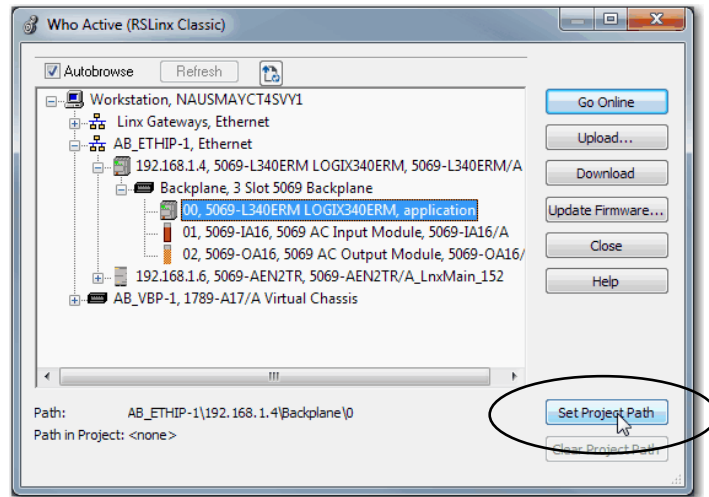 Who Active (RSLinx Classic)
Autobrowse
Refresh
Workstation, NAUSMAYCT4SVY1
Linx Gateways, Ethernet
AB_ETHIP-1, Ethernet
192.168.1.4, 5069-L340ERM LOGIX340ERM, 5069-L340ERM/A
Backplane, 3 Slot 5069 Backplane
00, 5069-L340ERM LOGIX340ERM, application
01, 5069-IA16, 5069 AC Input Module, 5069-IA16/A
02, 5069-OA16, 5069 AC Output Module, 5069-OA16/
192.168.1.6, 5069-AEN2TR, 5069-AEN2TR/A_LnxMain_152
AB_VBP-1, 1789-A17/A Virtual Chassis
Go Online
Upload...
Download
Update Firmware...
Close
Help
Path: AB_ETHIP-1\192.168.1.4\Backplane\0
Path in Project: <none>
Set Project Path
Clear Project Path